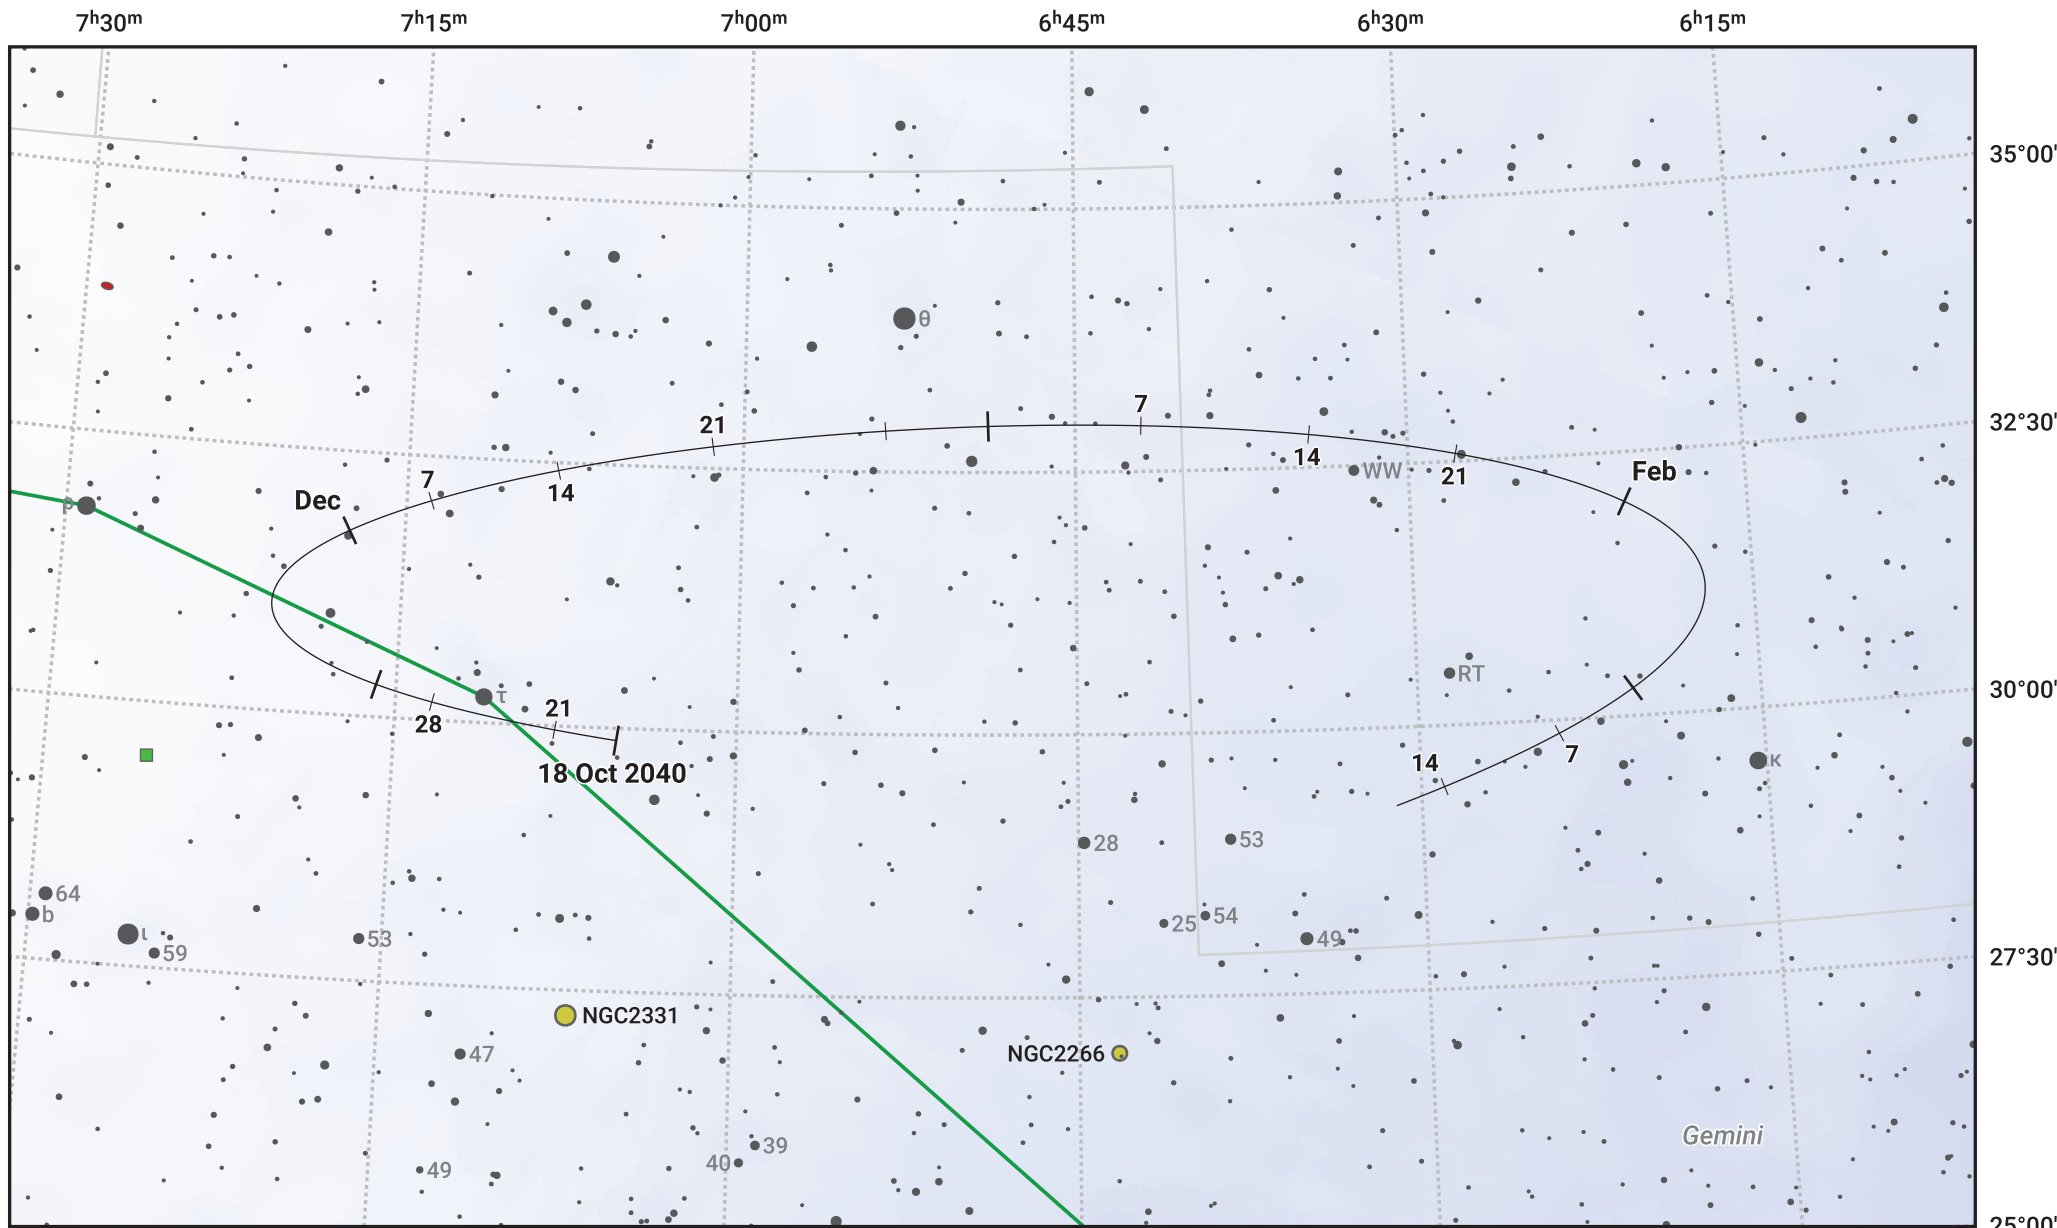 7ʰ30ᵐ 7ʰ15ᵐ 7ʰ00ᵐ 6ʰ45ᵐ 6ʰ30ᵐ 6ʰ15ᵐ
35°00'
θ
7
32°30'
21
14
WW
21
Feb
7
14
Dec
ρ
RT
30°00'
τ
28
21
18 Oct 2040
14
7
κ
28
53
64
b
25
54
ι
59
53
49
27°30'
NGC2331
47
NGC2266
Gemini
39
40
49
25°00'